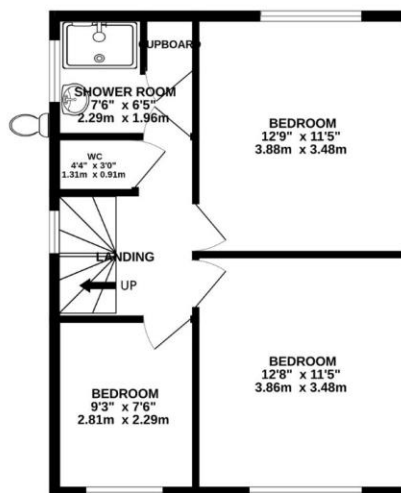 CUPBOARD
SHOWER ROOM
7'6" x 6'5"
2.29m x 1.96m
BEDROOM
12'9" x 11'5"
3.88m x 3.48m
WC
4'4" x 3'0"
1.31m x 0.91m
LANDING
UP
BEDROOM
12'8" x 11'5"
3.86m x 3.48m
BEDROOM
9'3" x 7'6"
2.81m x 2.29m